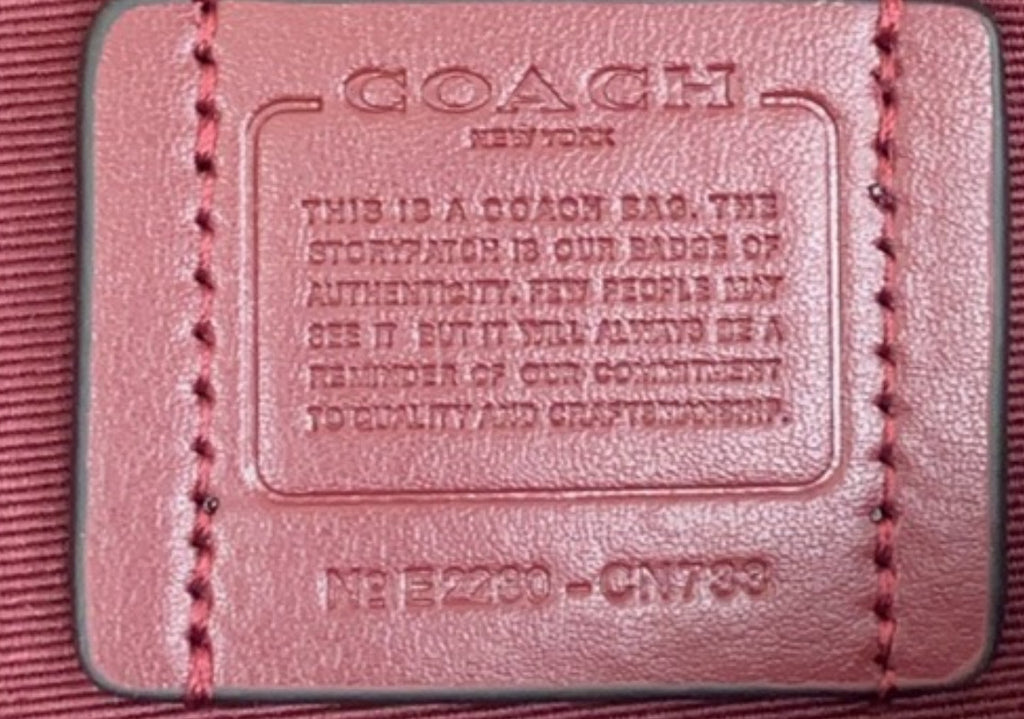 COACH
NEW YORK
THIS IS A COACH BAG. THE
STORYPATCH IS OUR BADGE OF
AUTHENTICITY. FEW PEOPLE MAY
SEE IT BUT IT WILL ALWAYS BE A
REMINDER OF OUR COMMITMENT
TO QUALITY AND CRAFTSMANSHIP.
Nº E2280-CN733